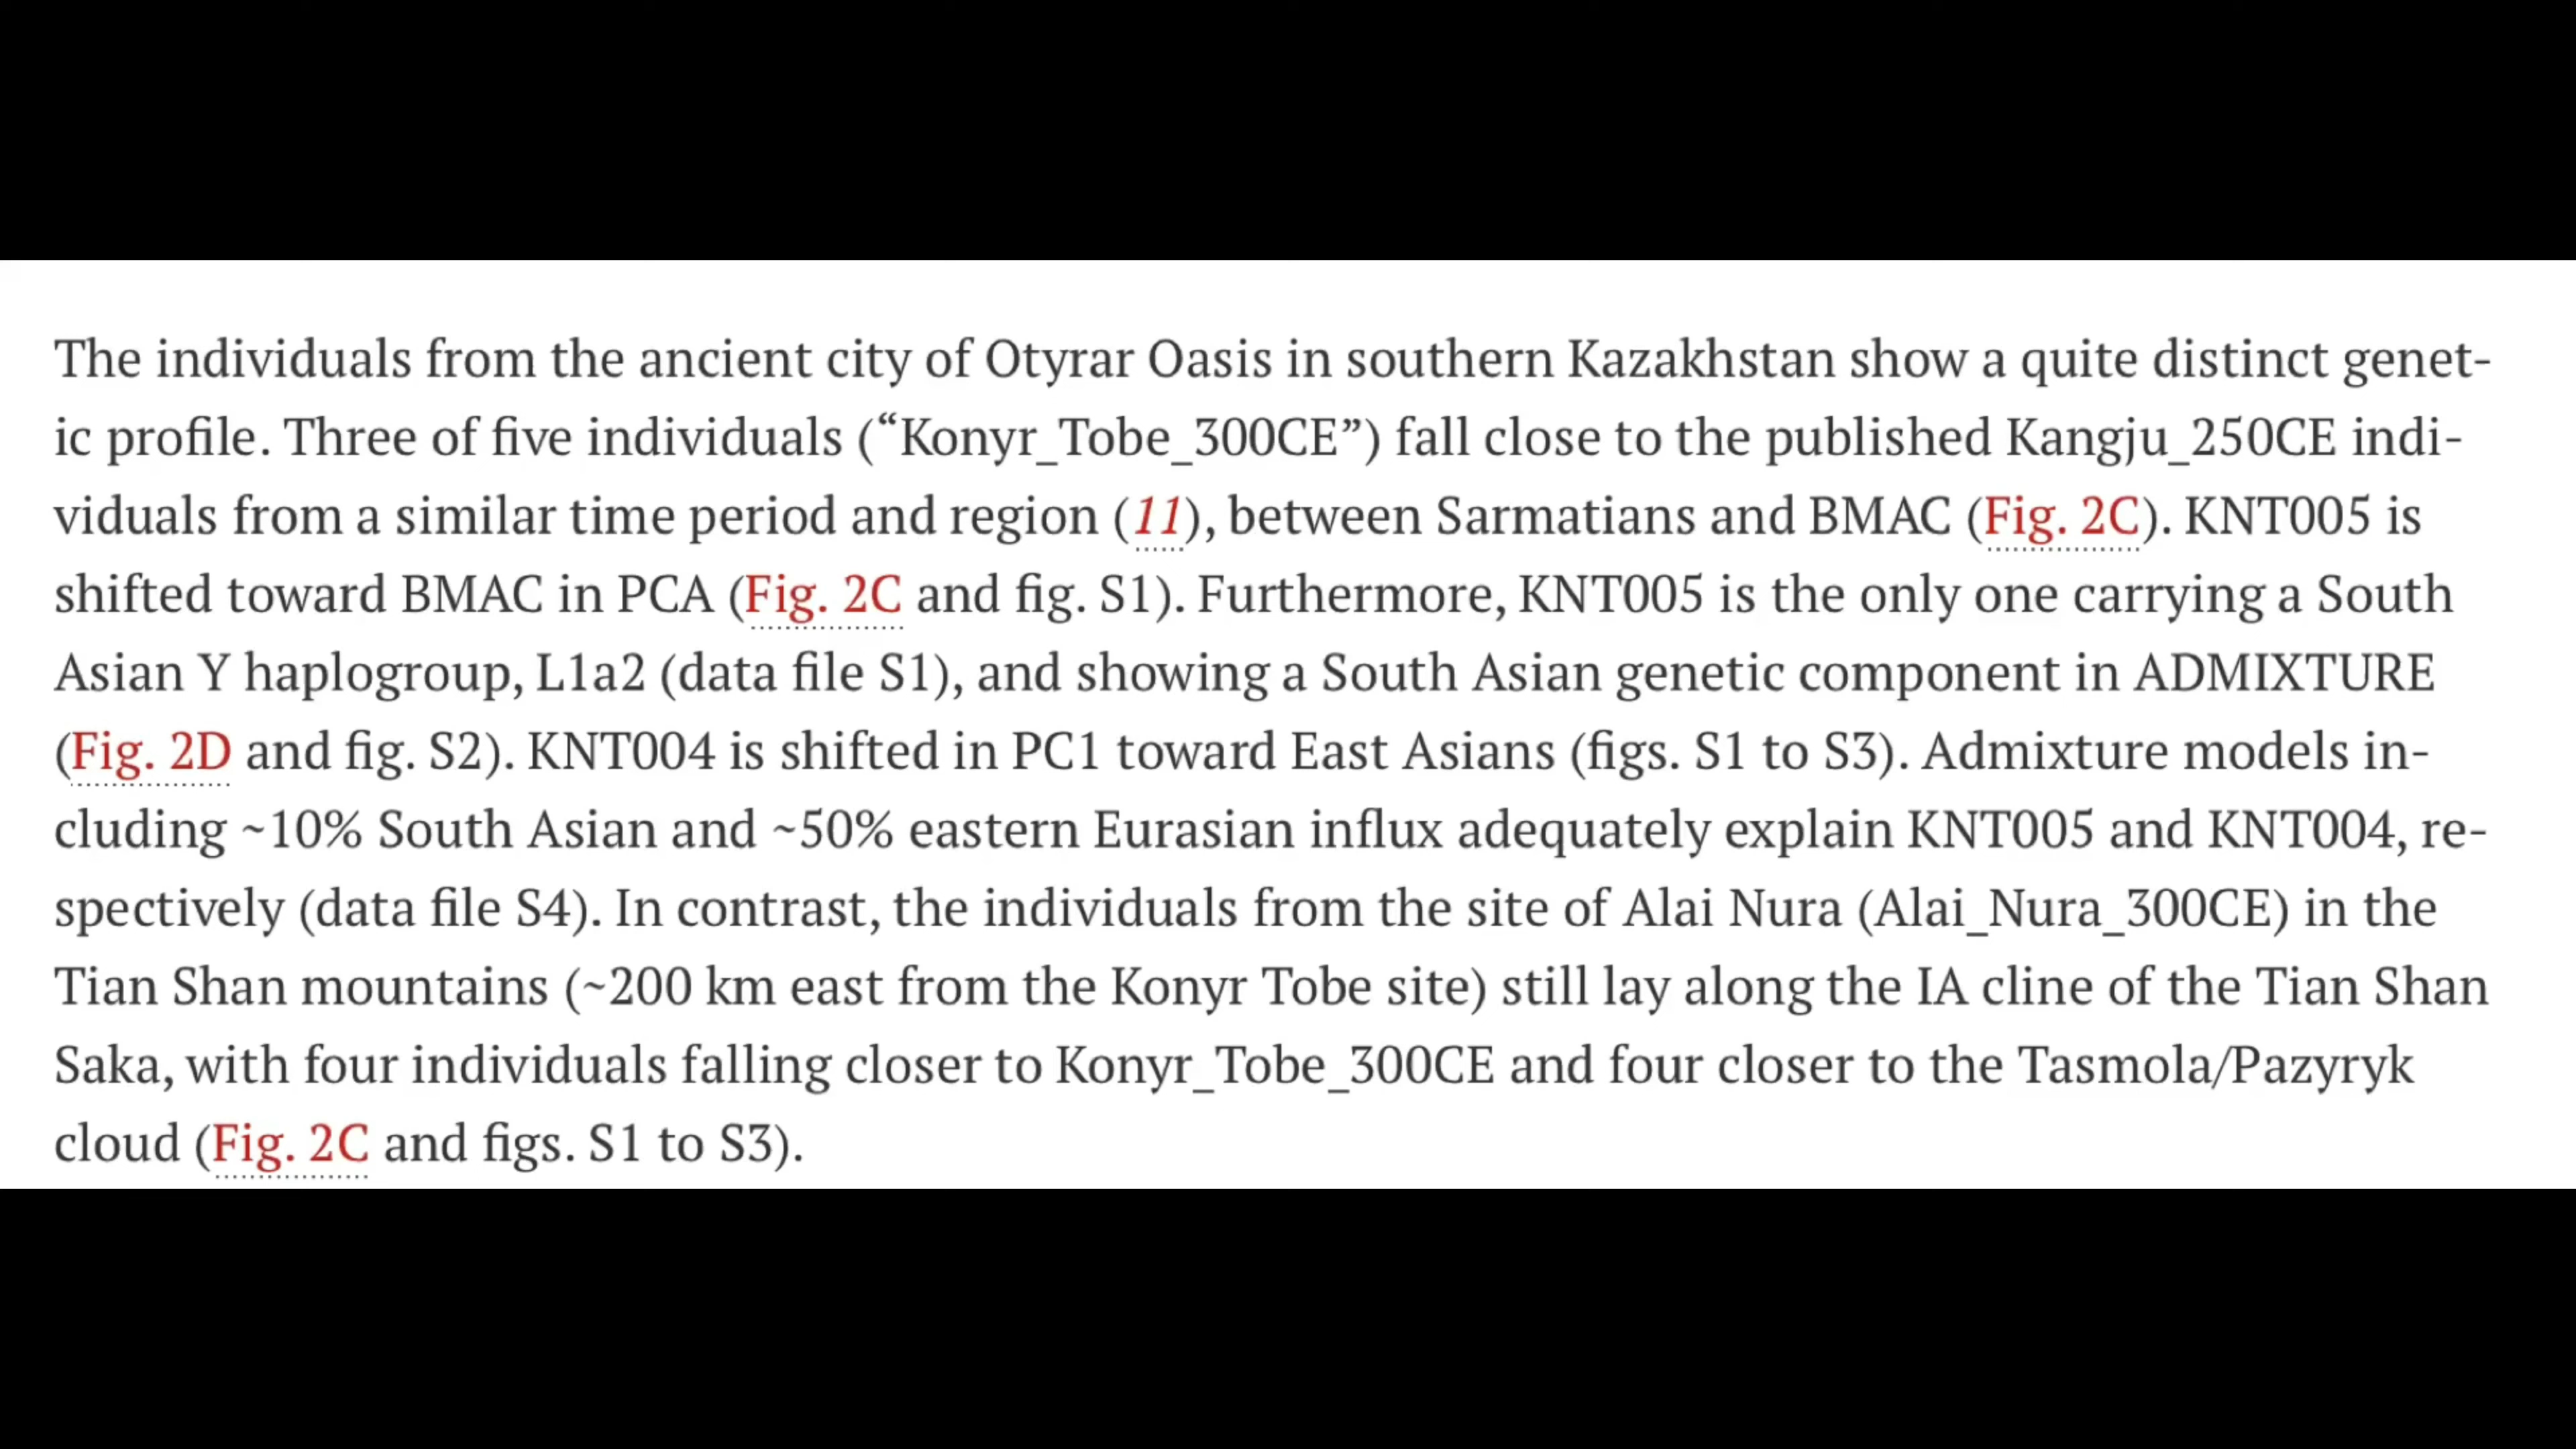 The individuals from the ancient city of Otyrar Oasis in southern Kazakhstan show a quite distinct genet-
ic profile. Three of five individuals (“Konyr_Tobe_300CE”) fall close to the published Kangju_250CE indi-
viduals from a similar time period and region (11), between Sarmatians and BMAC (Fig. 2C). KNT005 is
shifted toward BMAC in PCA (Fig. 2C and fig. S1). Furthermore, KNT005 is the only one carrying a South
Asian Y haplogroup, L1a2 (data file S1), and showing a South Asian genetic component in ADMIXTURE
(Fig. 2D and fig. S2). KNT004 is shifted in PC1 toward East Asians (figs. S1 to S3). Admixture models in-
cluding ~10% South Asian and ~50% eastern Eurasian influx adequately explain KNT005 and KNT004, re-
spectively (data file S4). In contrast, the individuals from the site of Alai Nura (Alai_Nura_300CE) in the
Tian Shan mountains (~200 km east from the Konyr Tobe site) still lay along the IA cline of the Tian Shan
Saka, with four individuals falling closer to Konyr_Tobe_300CE and four closer to the Tasmola/Pazyryk
cloud (Fig. 2C and figs. S1 to S3).